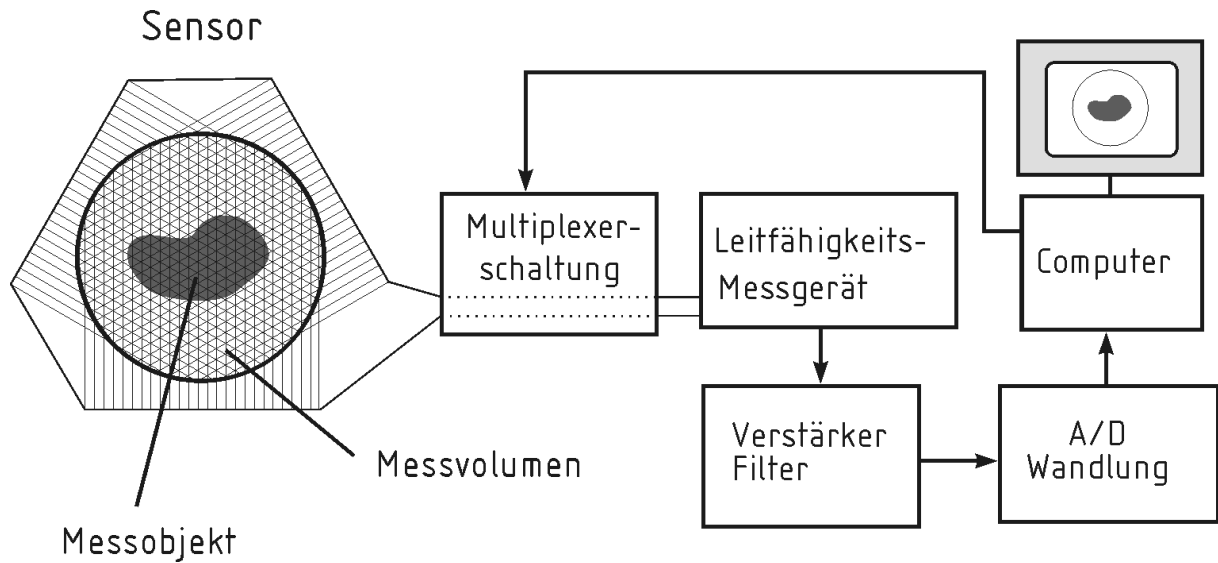 Sensor
Multiplexer-
schaltung
Leitfähigkeits-
Messgerät
Computer
Verstärker
Filter
A/D
Wandlung
Messvolumen
Messobjekt